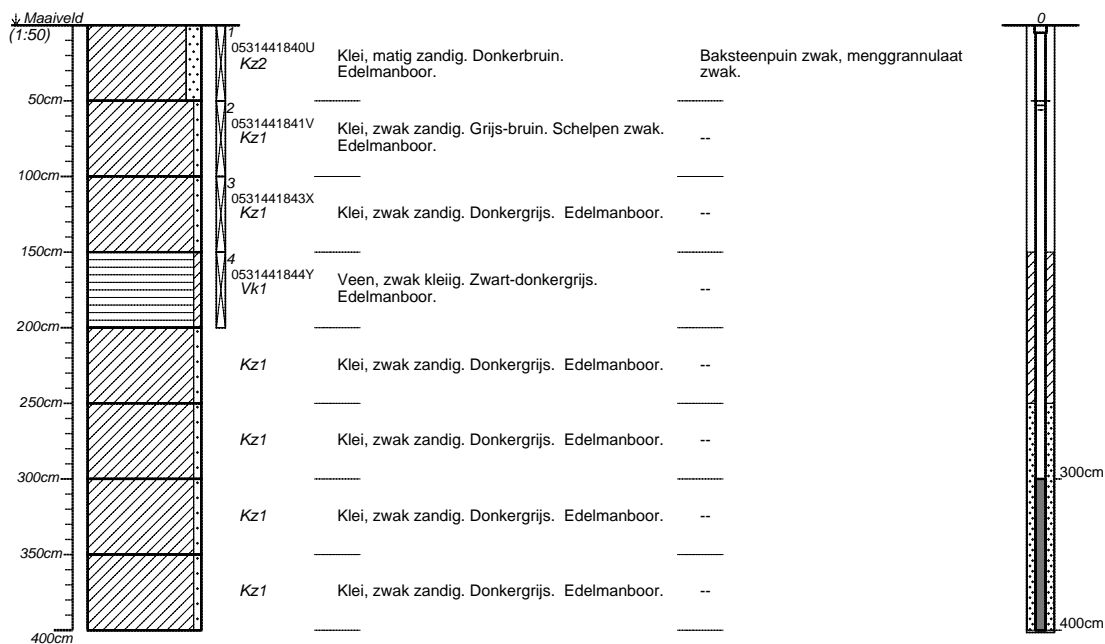 Maaiveld
(1:50)
0
1
0531441840U
Kz2
Klei, matig zandig. Donkerbruin.
Edelmanboor.
Baksteenpuin zwak, menggrannulaat
zwak.
50cm
2
0531441841V
Kz1
Klei, zwak zandig. Grijs-bruin. Schelpen zwak.
Edelmanboor.
--
100cm
3
0531441843X
Kz1
Klei, zwak zandig. Donkergrijs. Edelmanboor.
--
150cm
4
0531441844Y
Vk1
Veen, zwak kleiig. Zwart-donkergrijs.
Edelmanboor.
--
200cm
Kz1
Klei, zwak zandig. Donkergrijs. Edelmanboor.
--
250cm
Kz1
Klei, zwak zandig. Donkergrijs. Edelmanboor.
--
300cm
300cm
Kz1
Klei, zwak zandig. Donkergrijs. Edelmanboor.
--
350cm
Kz1
Klei, zwak zandig. Donkergrijs. Edelmanboor.
--
400cm
400cm